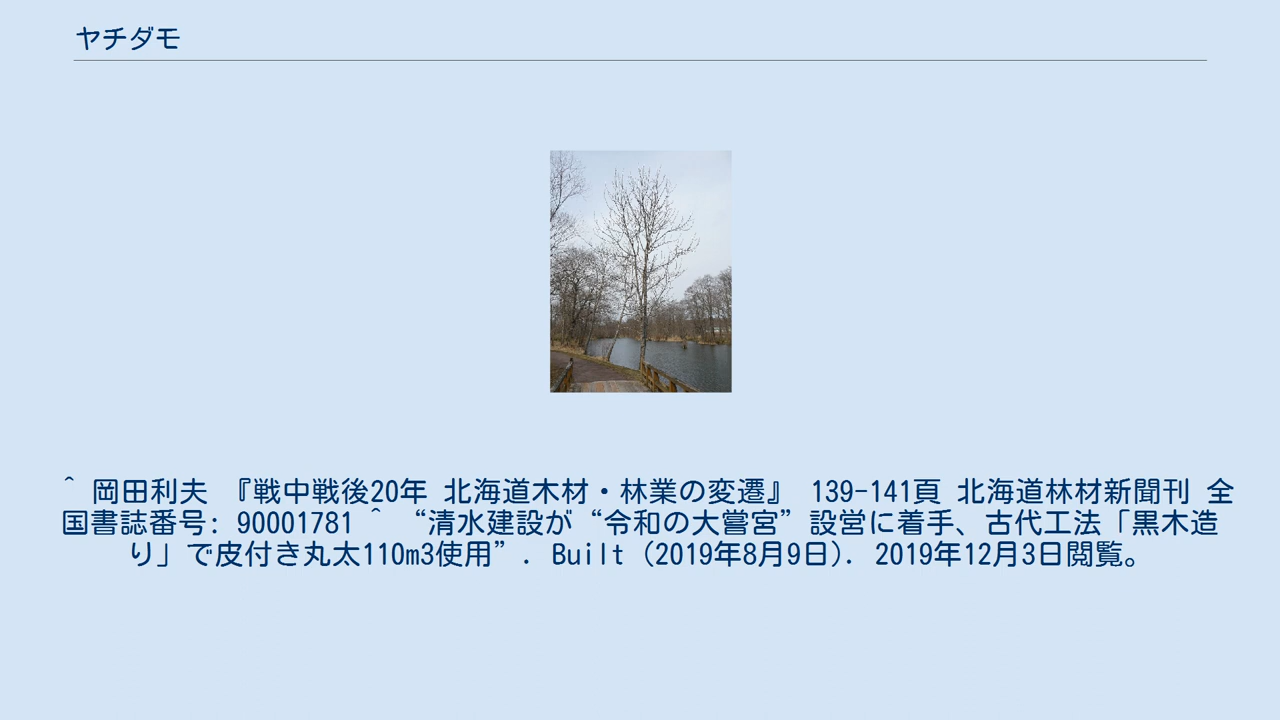 ヤチダモ
^ 岡田利夫 『戦中戦後20年 北海道木材・林業の変遷』 139-141頁 北海道林材新聞刊 全
国書誌番号: 90001781 ^ “清水建設が“令和の大嘗宮”設営に着手、古代工法「黒木造
り」で皮付き丸太110m3使用”. Built (2019年8月9日). 2019年12月3日閲覧。